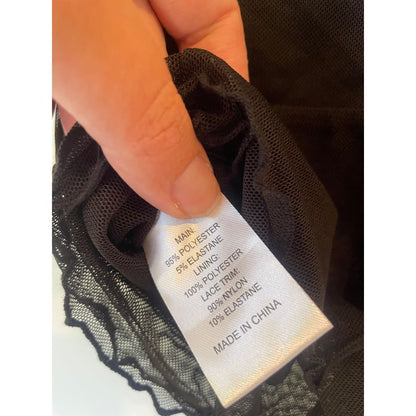 MAIN:
95% POLYESTER
5% ELASTANE
LINING:
100% POLYESTER
LACE TRIM:
90% NYLON
10% ELASTANE
MADE IN CHINA